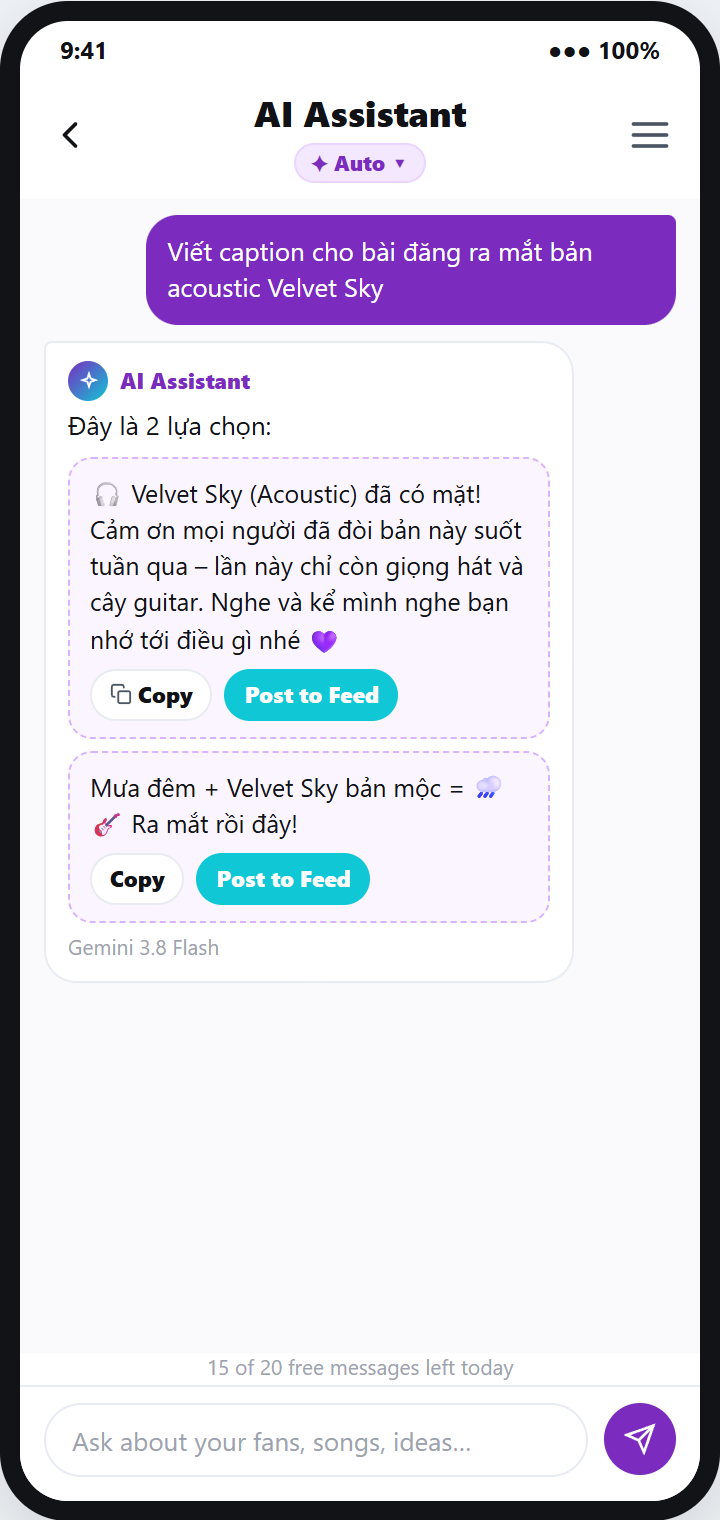 9:41
●●● 100%
AI Assistant
✦ Auto ▼
Viết caption cho bài đăng ra mắt bản
acoustic Velvet Sky
AI Assistant
Đây là 2 lựa chọn:
🎧 Velvet Sky (Acoustic) đã có mặt!
Cảm ơn mọi người đã đòi bản này suốt
tuần qua – lần này chỉ còn giọng hát và
cây guitar. Nghe và kể mình nghe bạn
nhớ tới điều gì nhé 💜
Copy
Post to Feed
Mưa đêm + Velvet Sky bản mộc = 🌧️
🎸 Ra mắt rồi đây!
Copy
Post to Feed
Gemini 3.8 Flash
15 of 20 free messages left today
Ask about your fans, songs, ideas...